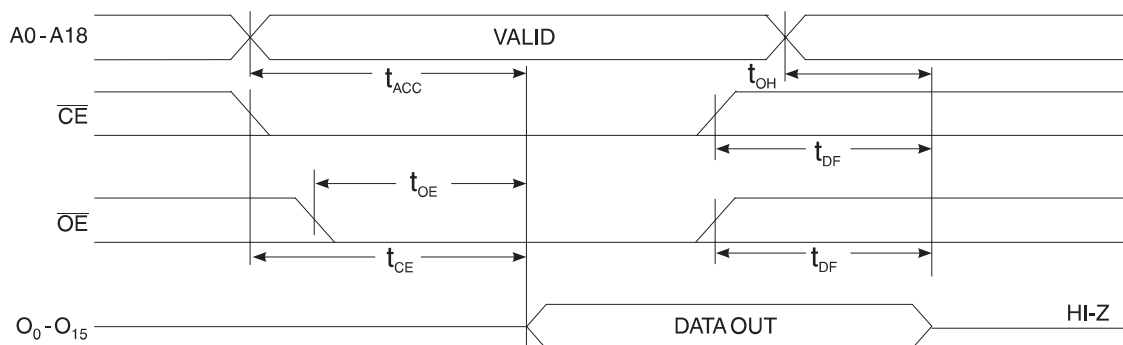 A0-A18 VALID
tACC tOH
CE
tDF
tOE
OE
tCE tDF
O0-O15 DATA OUT HI-Z